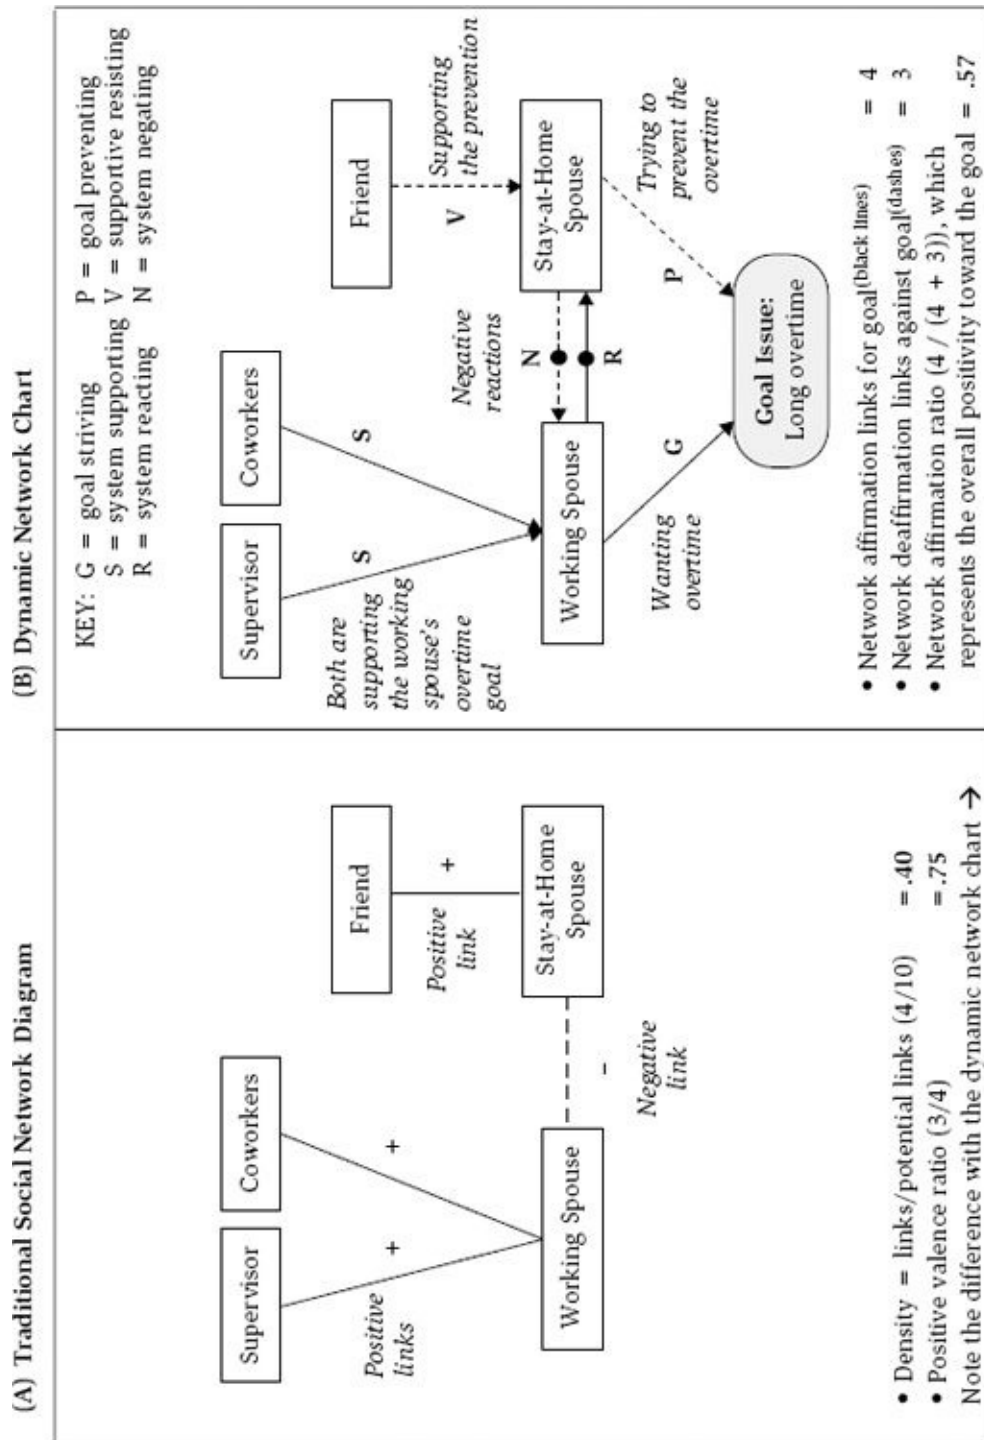 (A) Traditional Social Network Diagram
Supervisor
Coworkers
Friend
Positive
links
+
+
Positive
link
+
Working Spouse
Stay-at-Home
Spouse
–
Negative
link
• Density = links/potential links (4/10) =.40
• Positive valence ratio (3/4) =.75
Note the difference with the dynamic network chart →
(B) Dynamic Network Chart
KEY: G = goal striving P = goal preventing
S = system supporting V = supportive resisting
R = system reacting N = system negating
Supervisor
Coworkers
Friend
Both are
supporting
the working
spouse's
overtime
goal
S
S
V
Supporting
the prevention
Negative
reactions
N
R
Working Spouse
Stay-at-Home
Spouse
Wanting
overtime
G
P
Trying to
prevent the
overtime
Goal Issue:
Long overtime
• Network affirmation links for goal(black lines) = 4
• Network deaffirmation links against goal(dashes) = 3
• Network affirmation ratio (4 / (4 + 3)), which
represents the overall positivity toward the goal = .57